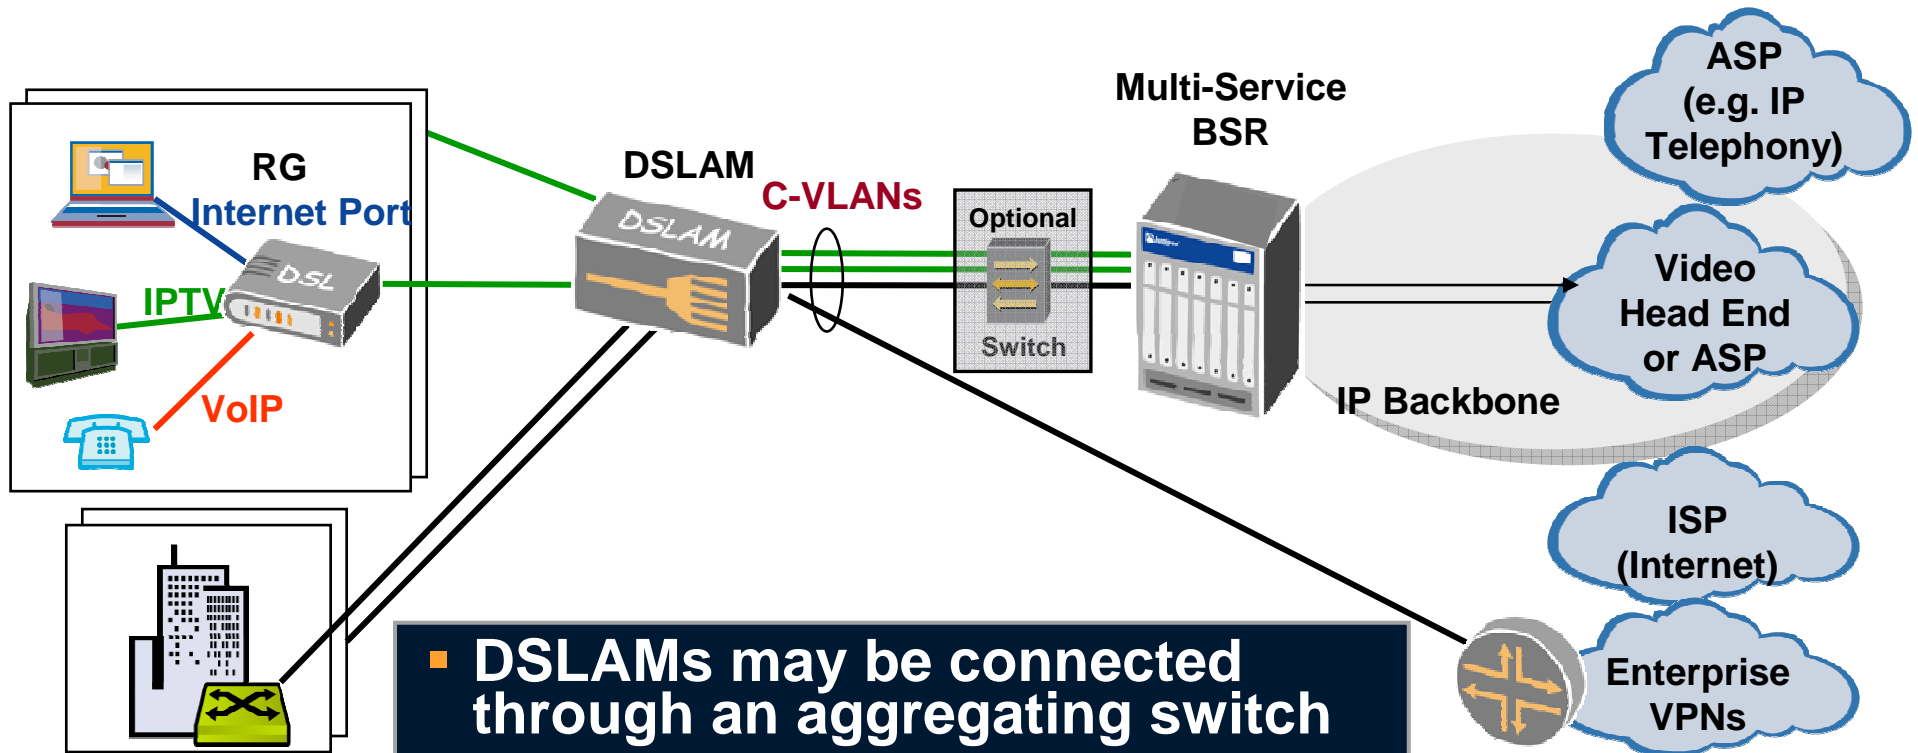 ASP
(e.g. IP
Telephony)
Multi-Service
BSR
RG
Internet Port
DSLAM
C-VLANs
DSLAM
Optional
DSL
IPTV
Video
Head End
or ASP
Switch
VoIP
IP Backbone
ISP
(Internet)
DSLAMs may be connected
through an aggregating switch
Enterprise
VPNs